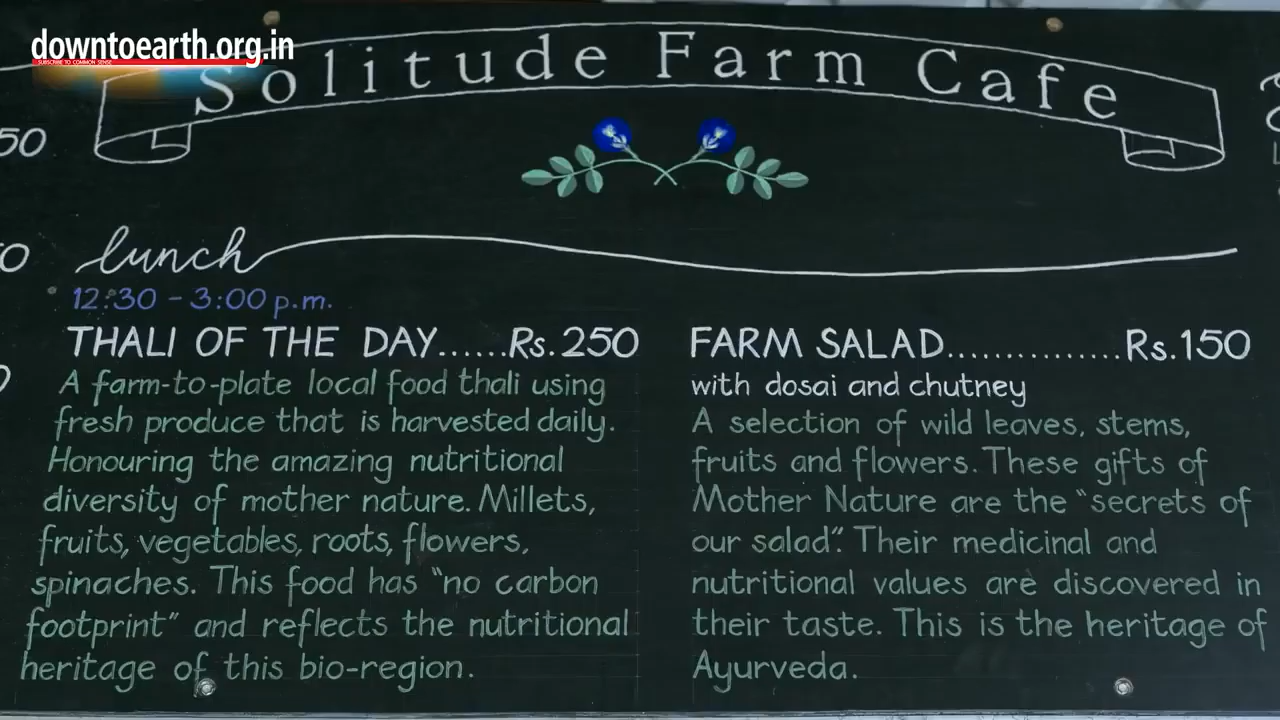 downtoearth.org.in
SUBSCRIBE TO COMMON SENSE
Solitude Farm Cafe
50
lunch
12:30 - 3:00 p.m.
THALI OF THE DAY......Rs.250
A farm-to-plate local food thali using
fresh produce that is harvested daily.
Honouring the amazing nutritional
diversity of mother nature. Millets,
fruits, vegetables, roots, flowers,
spinaches. This food has "no carbon
footprint" and reflects the nutritional
heritage of this bio-region.
FARM SALAD...............Rs.150
with dosai and chutney
A selection of wild leaves, stems,
fruits and flowers. These gifts of
Mother Nature are the "secrets of
our salad". Their medicinal and
nutritional values are discovered in
their taste. This is the heritage of
Ayurveda.